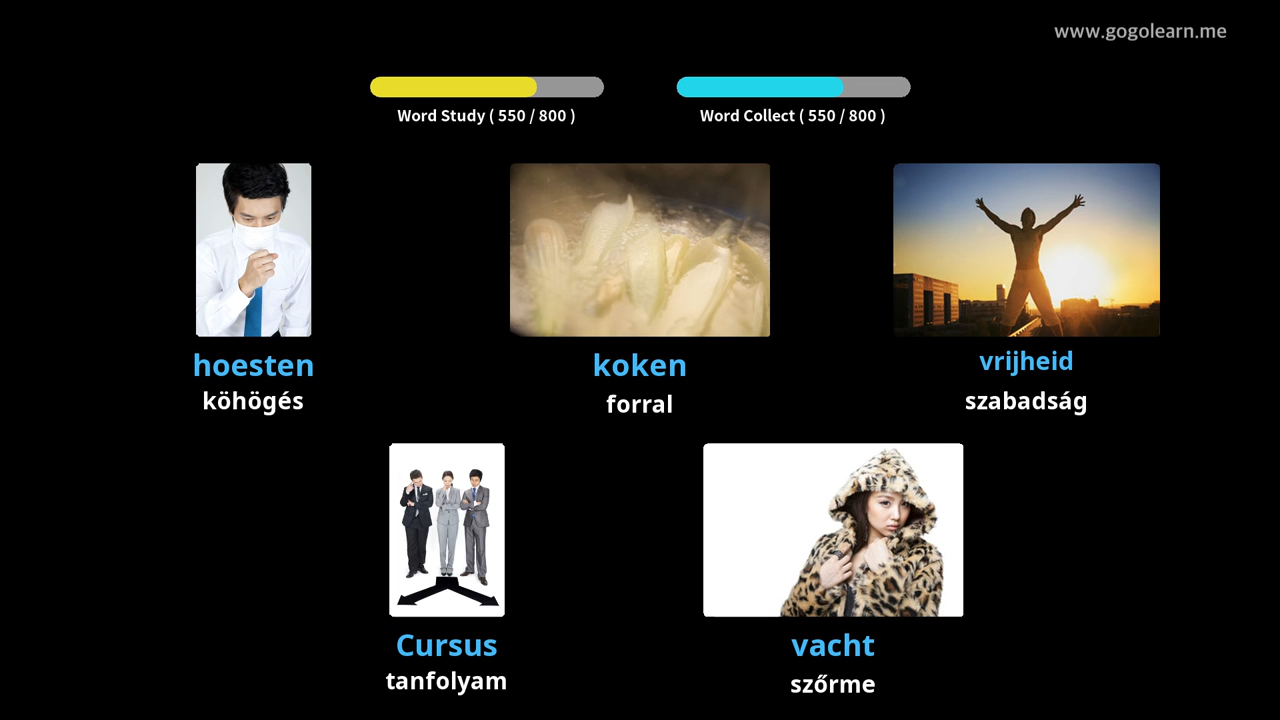 www.gogolearn.me
Word Study ( 550 / 800 )
Word Collect ( 550 / 800 )
hoesten
köhögés
koken
forral
vrijheid
szabadság
Cursus
tanfolyam
vacht
szőrme